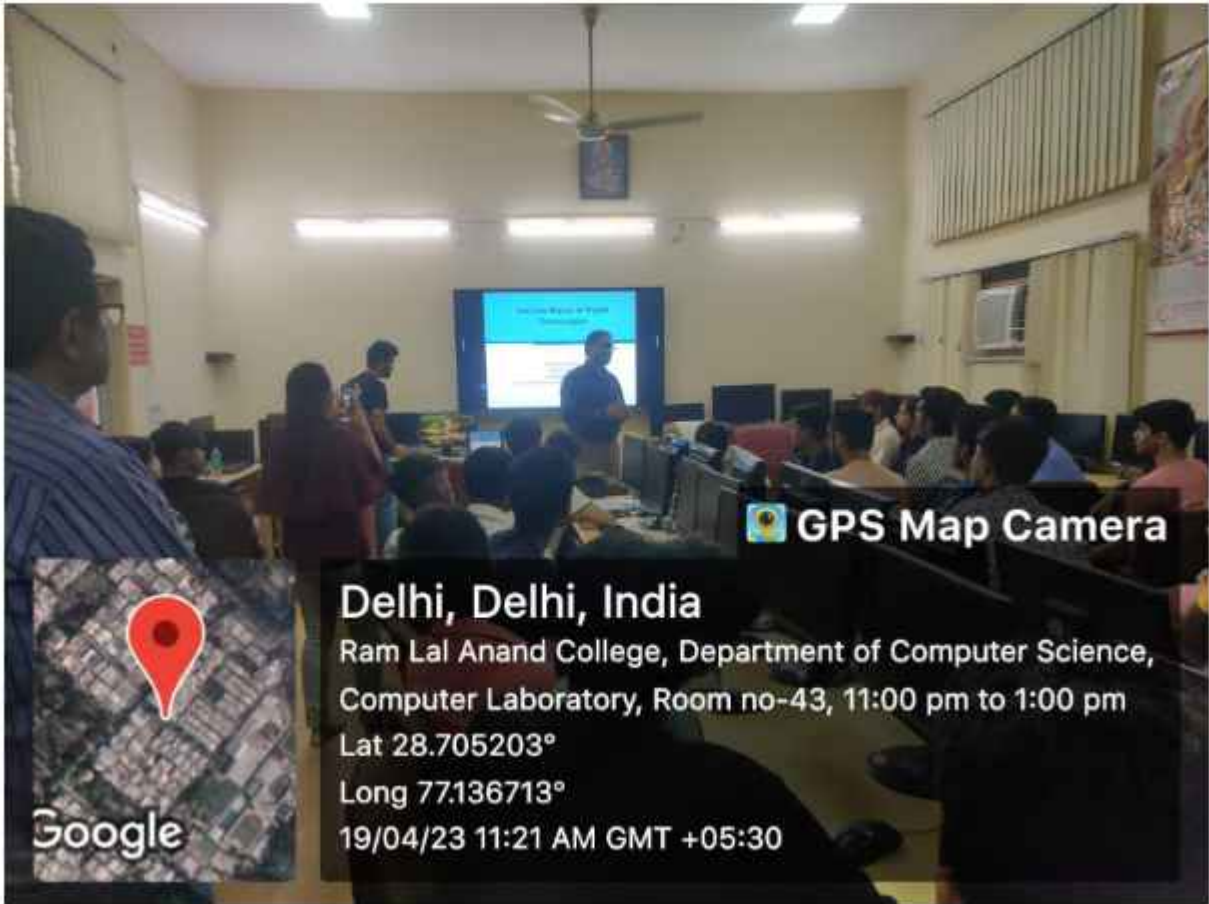 GPS Map Camera
Delhi, Delhi, India
Ram Lal Anand College, Department of Computer Science,
Computer Laboratory, Room no-43, 11:00 pm to 1:00 pm
Lat 28.705203°
Long 77.136713°
19/04/23 11:21 AM GMT +05:30
Google